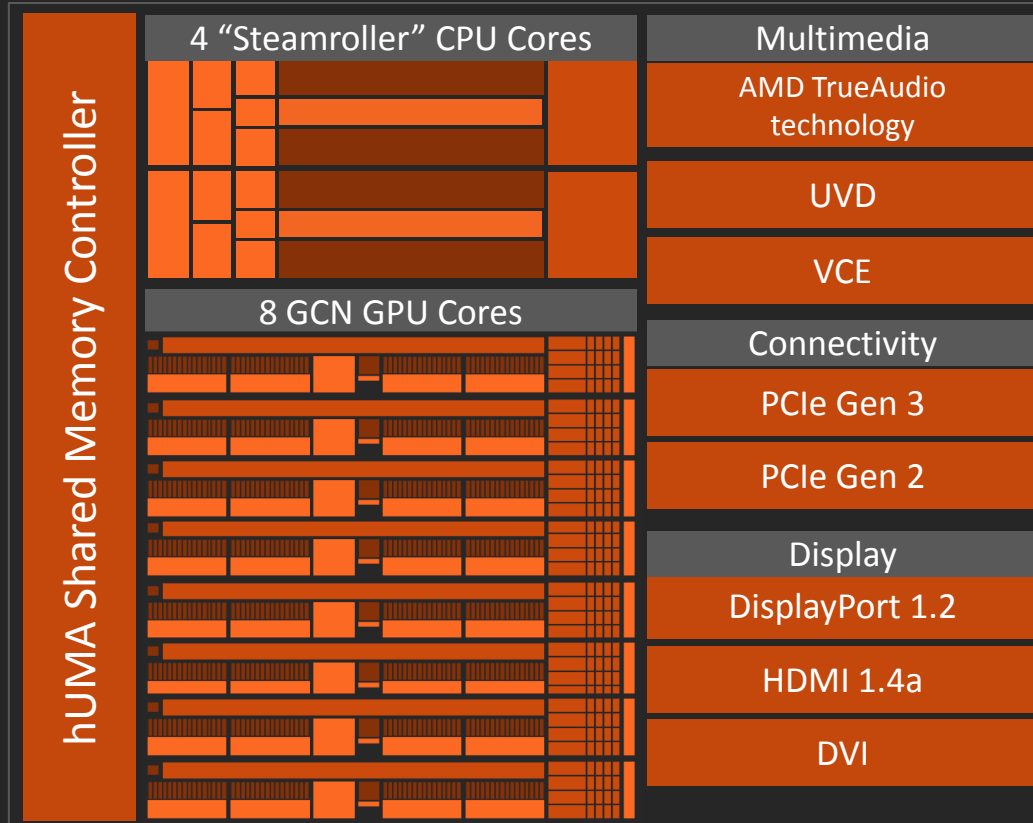 hUMA Shared Memory Controller
4 “Steamroller” CPU Cores
8 GCN GPU Cores
Multimedia
AMD TrueAudio
technology
UVD
VCE
Connectivity
PCIe Gen 3
PCIe Gen 2
Display
DisplayPort 1.2
HDMI 1.4a
DVI